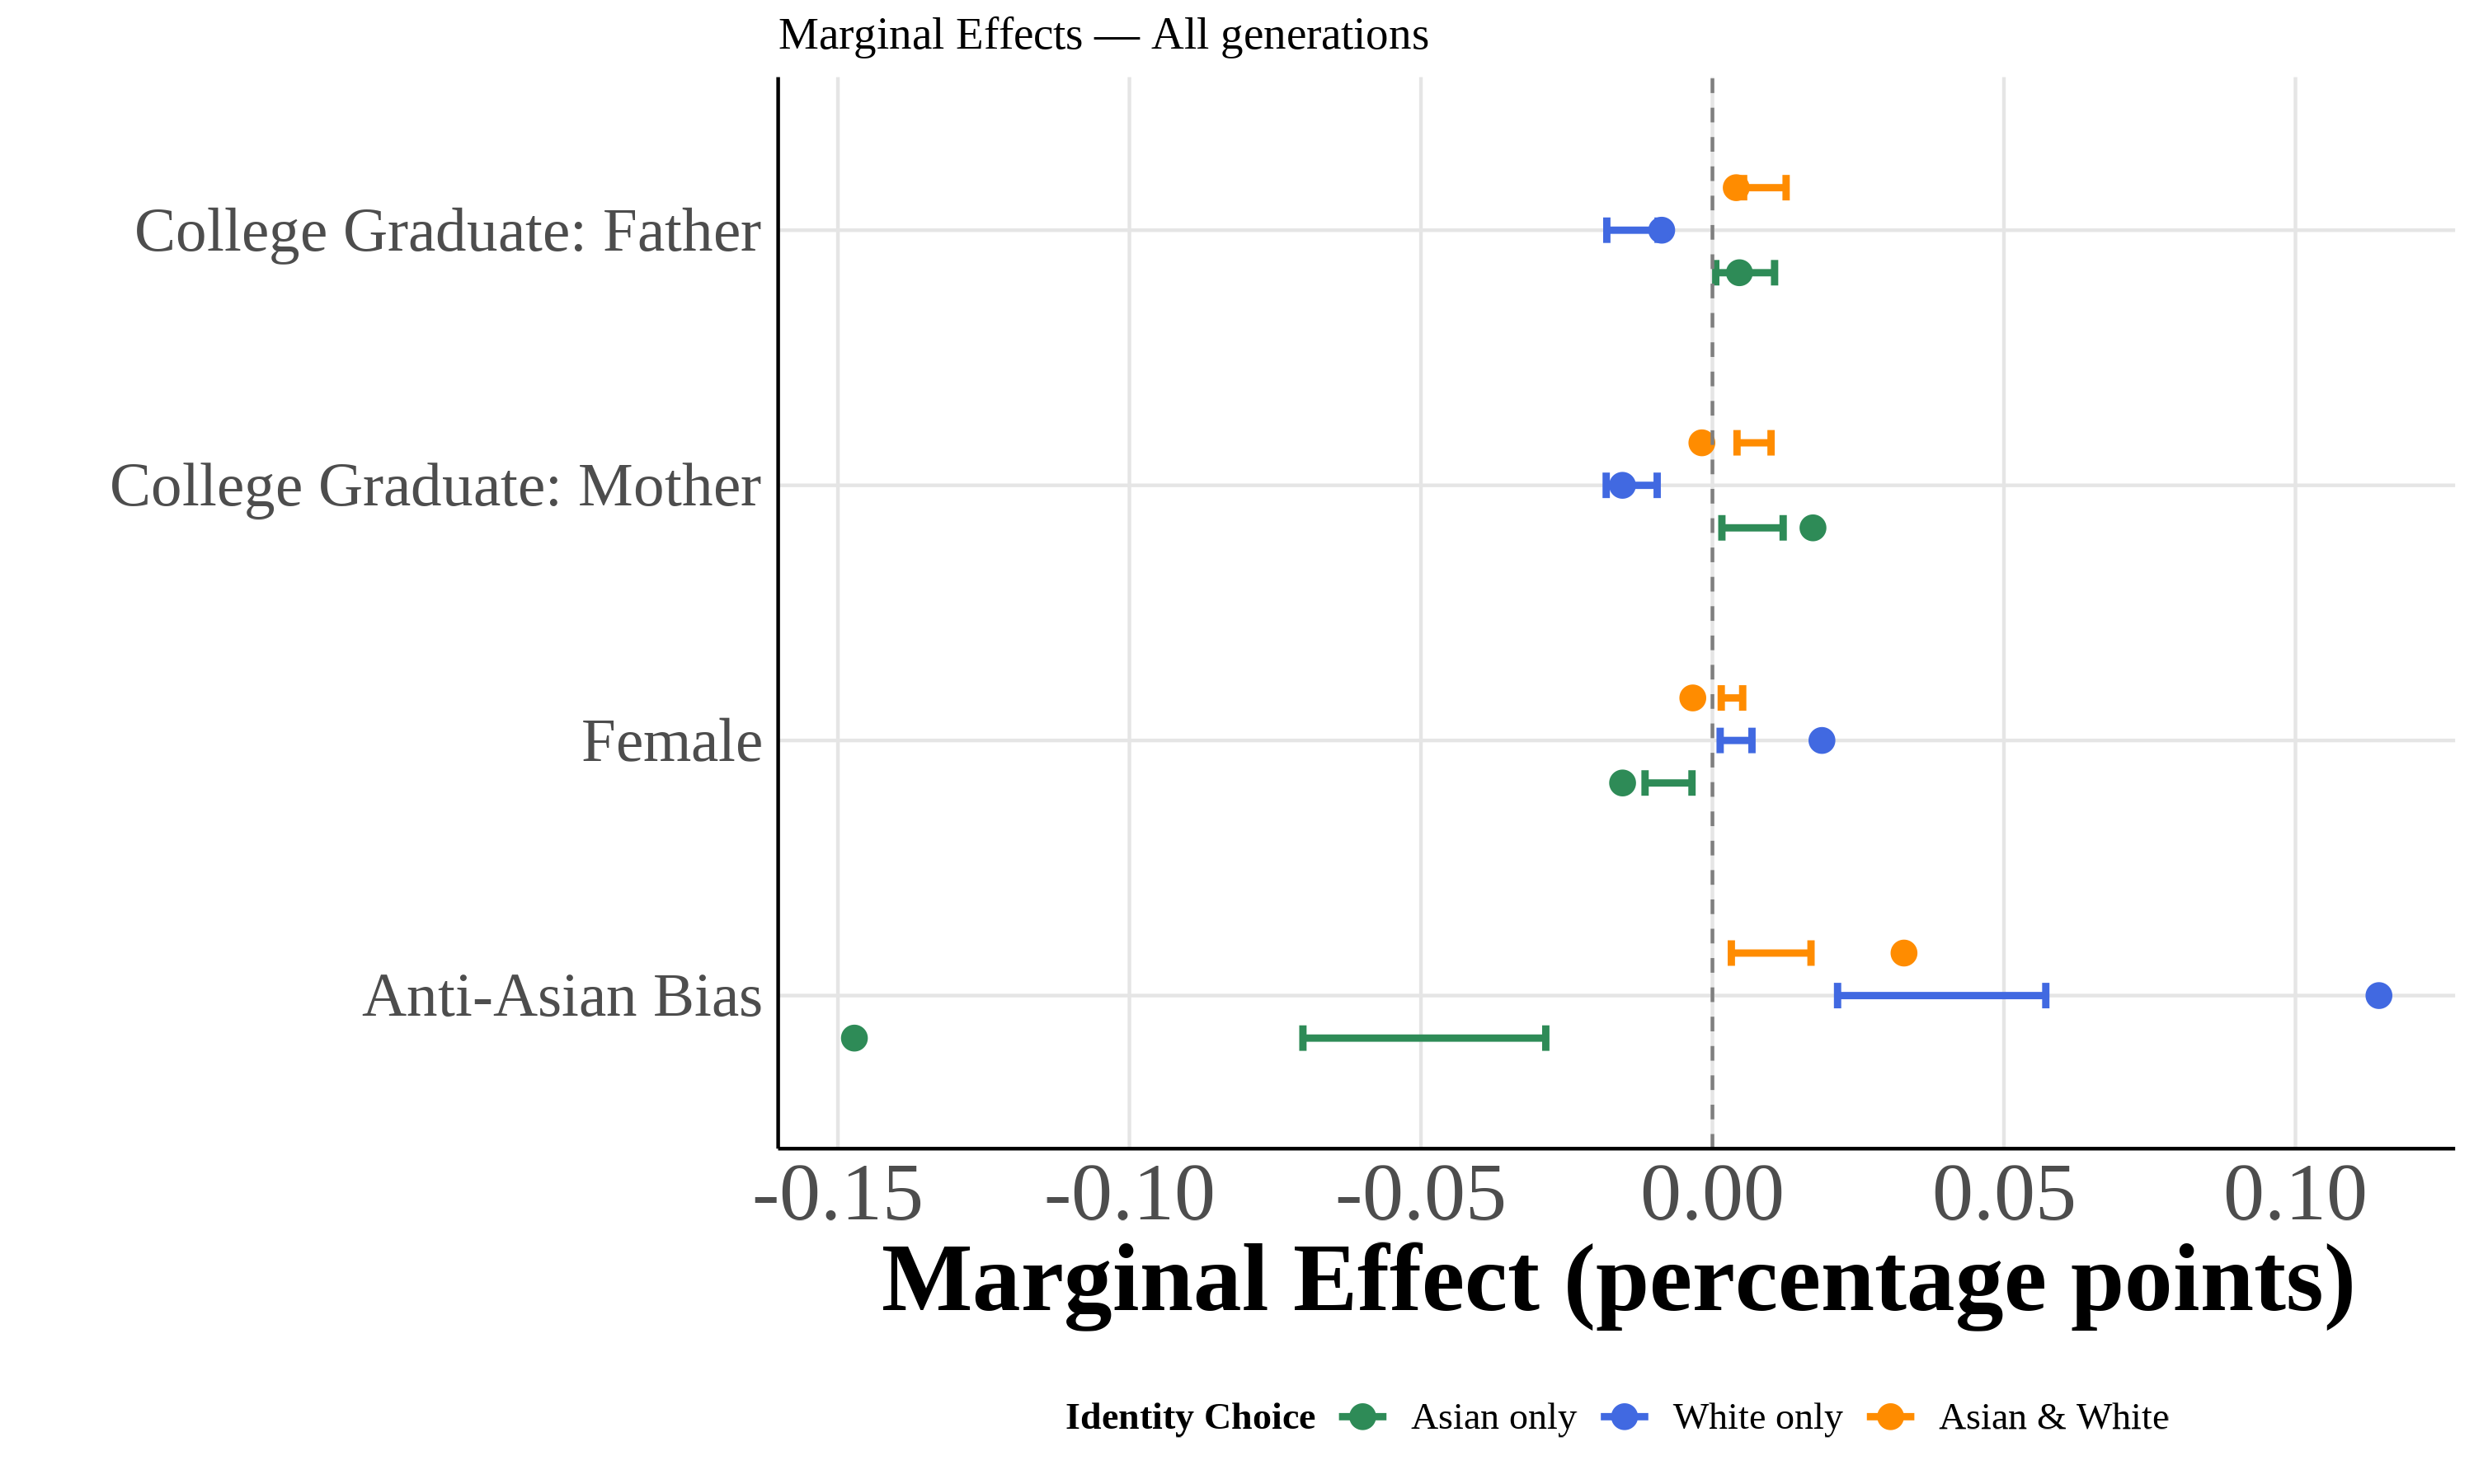 Marginal Effects — All generations
College Graduate: Father
College Graduate: Mother
Female
Anti-Asian Bias
-0.15 -0.10 -0.05 0.00 0.05 0.10
Marginal Effect (percentage points)
Identity Choice Asian only White only Asian & White